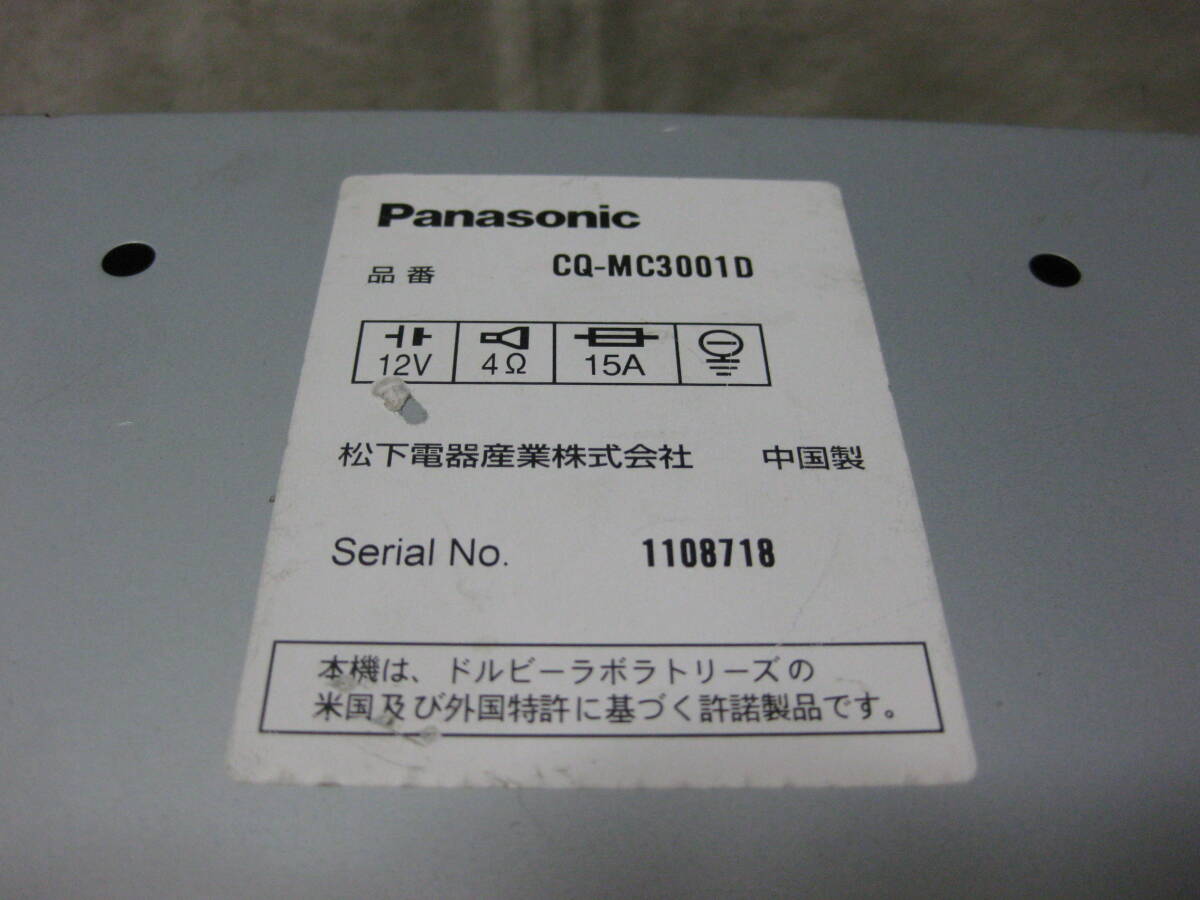 Panasonic
品番 CQ-MC3001D
12V 4Ω 15A
松下電器産業株式会社 中国製
Serial No. 1108718
本機は、ドルビーラボラトリーズの
米国及び外国特許に基づく許諾製品です。